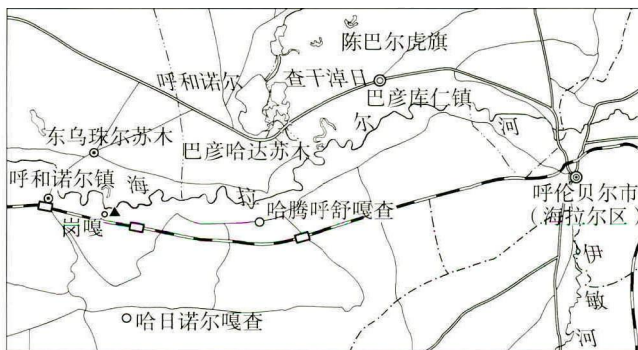 陈巴尔虎旗
呼和诺尔
查干淖日
巴彦库仁镇
东乌珠尔苏木
巴彦哈达苏木
尔
河
呼和诺尔镇
海
拉
呼伦贝尔市
（海拉尔区）
岗嘎
哈腾呼舒嘎查
伊
敏
河
哈日诺尔嘎查